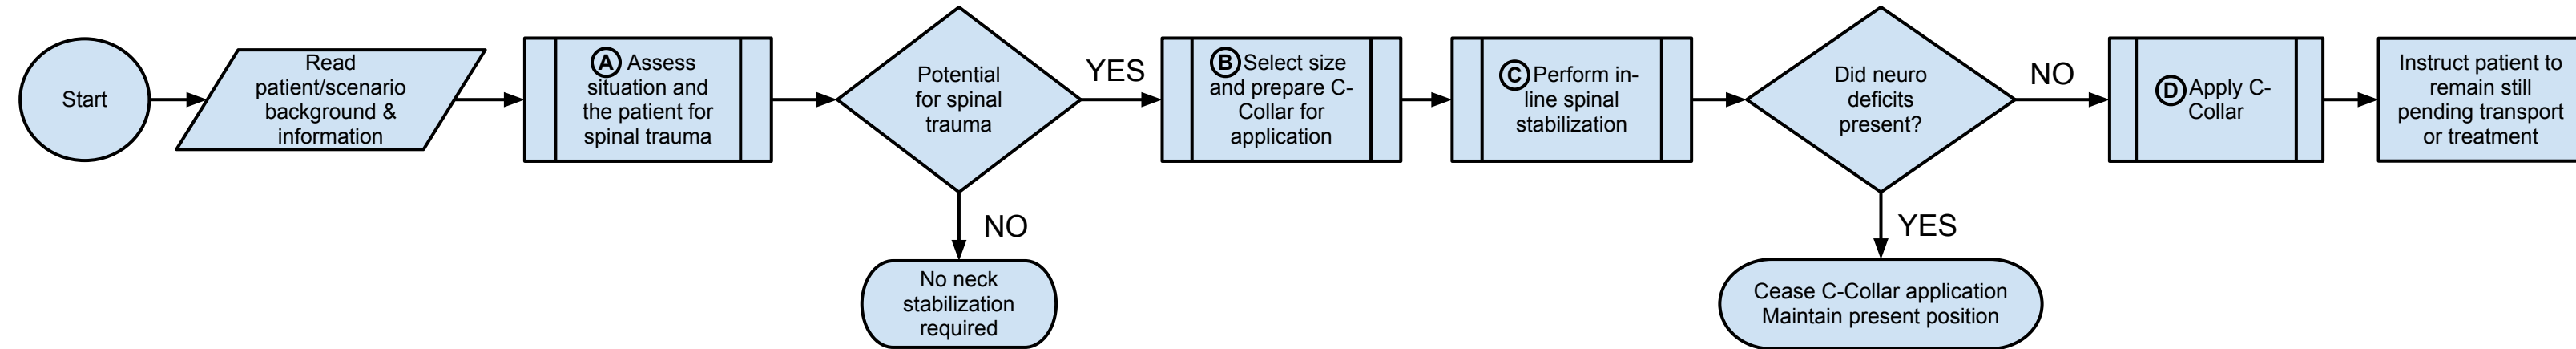 Start
Read
patient/scenario
background &
information
A Assess
situation and
the patient for
spinal trauma
Potential
for spinal
trauma
YES
NO
No neck
stabilization
required
B Select size
and prepare C-
Collar for
application
C Perform in-
line spinal
stabilization
Did neuro
deficits
present?
NO
YES
Cease C-Collar application
Maintain present position
D Apply C-
Collar
Instruct patient to
remain still
pending transport
or treatment